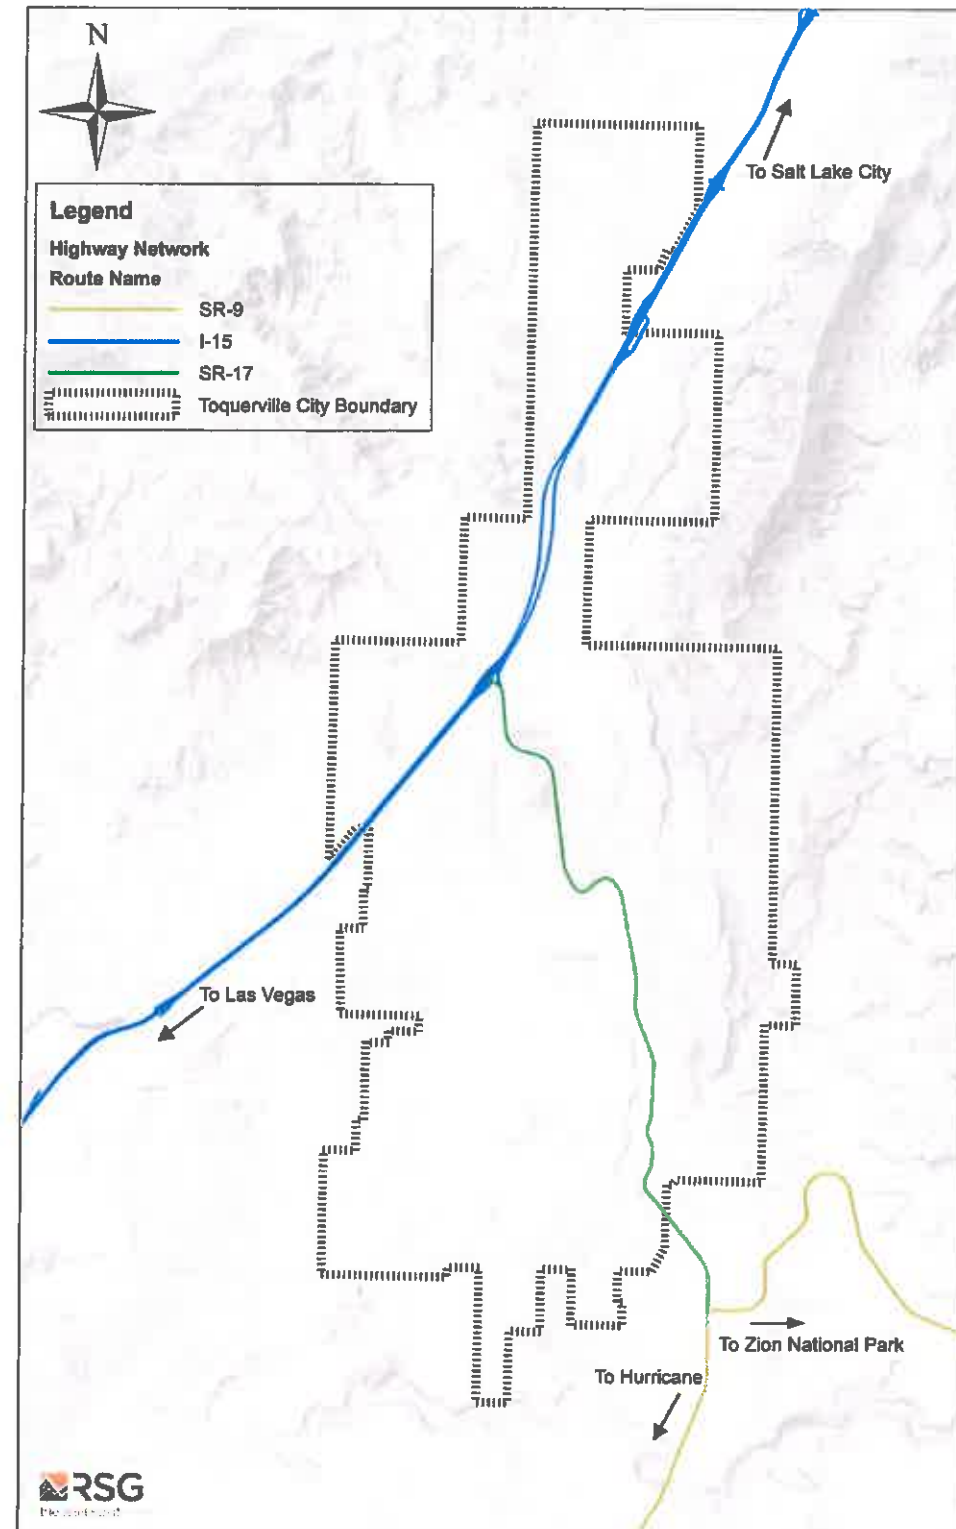 N
To Salt Lake City
Legend
Highway Network
Route Name
SR-9
I-15
SR-17
Toquerville City Boundary
To Las Vegas
To Zion National Park
To Hurricane
RSG